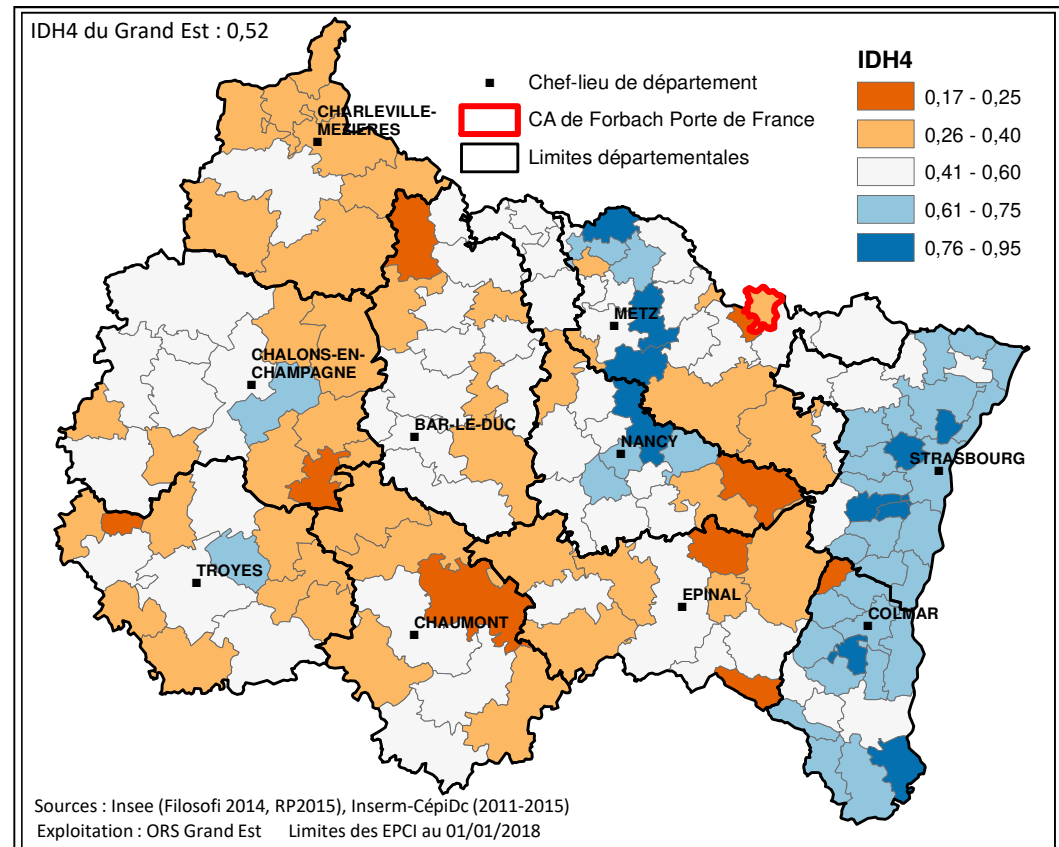 IDH4 du Grand Est : 0,52
IDH4
Chef-lieu de département
CA de Forbach Porte de France
Limites départementales
0,17 - 0,25
0,26 - 0,40
0,41 - 0,60
0,61 - 0,75
0,76 - 0,95
CHARLEVILLE-
MEZIERES
METZ
CHALONS-EN-
CHAMPAGNE
BAR-LE-DUC
NANCY
STRASBOURG
TROYES
EPINAL
CHAUMONT
COLMAR
Sources : Insee (Filosofi 2014, RP2015), Inserm-CépiDc (2011-2015)
Exploitation : ORS Grand Est Limites des EPCI au 01/01/2018